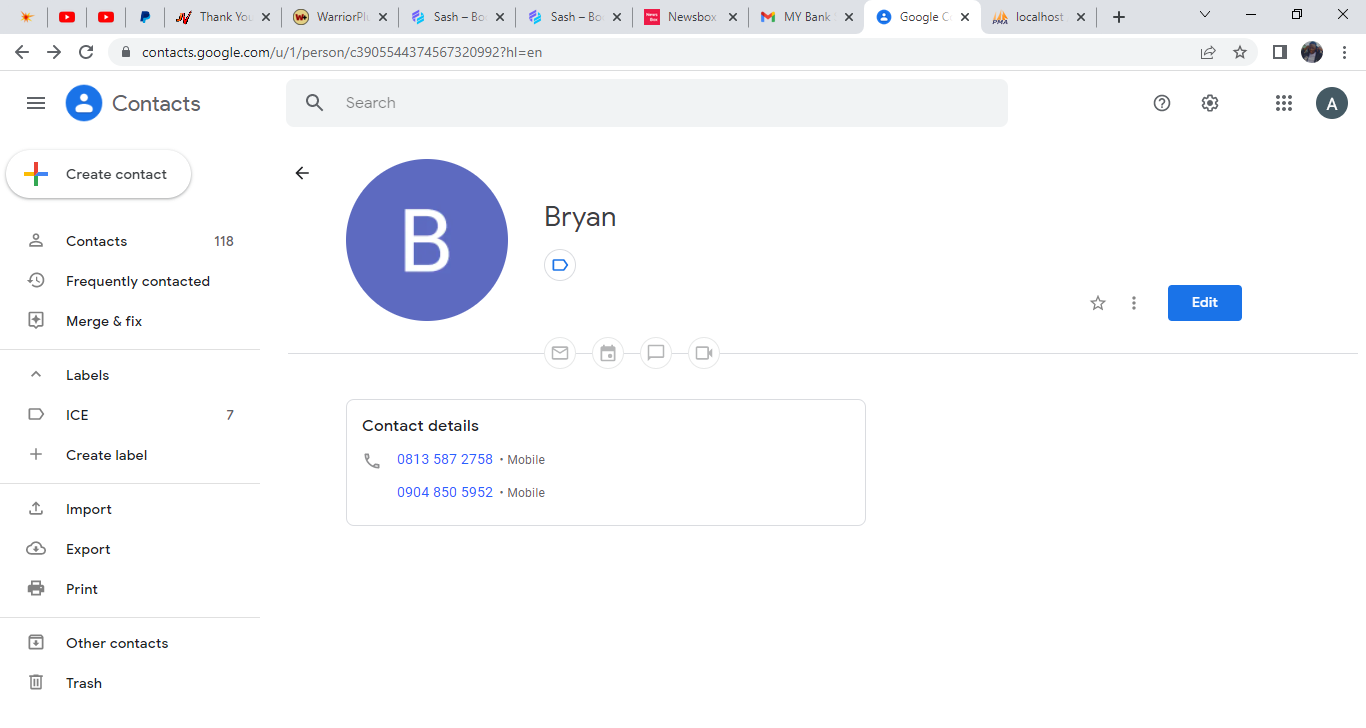 Thank You
WarriorPl
Sash – Bo
Sash – Bo
Newsbox
MY Bank
Google C
localhost
contacts.google.com/u/1/person/c3905544374567320992?hl=en
Contacts
Search
A
Create contact
Contacts 118
Frequently contacted
Merge & fix
Labels
ICE 7
Create label
Import
Export
Print
Other contacts
Trash
B
Bryan
Edit
Contact details
0813 587 2758 • Mobile
0904 850 5952 • Mobile